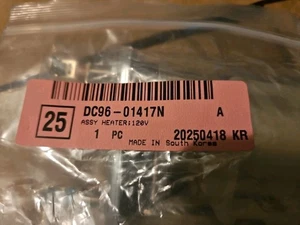 25
DC96-01417N A
ASSY HEATER;120V
1 PC 20250418 KR
MADE IN South Korea